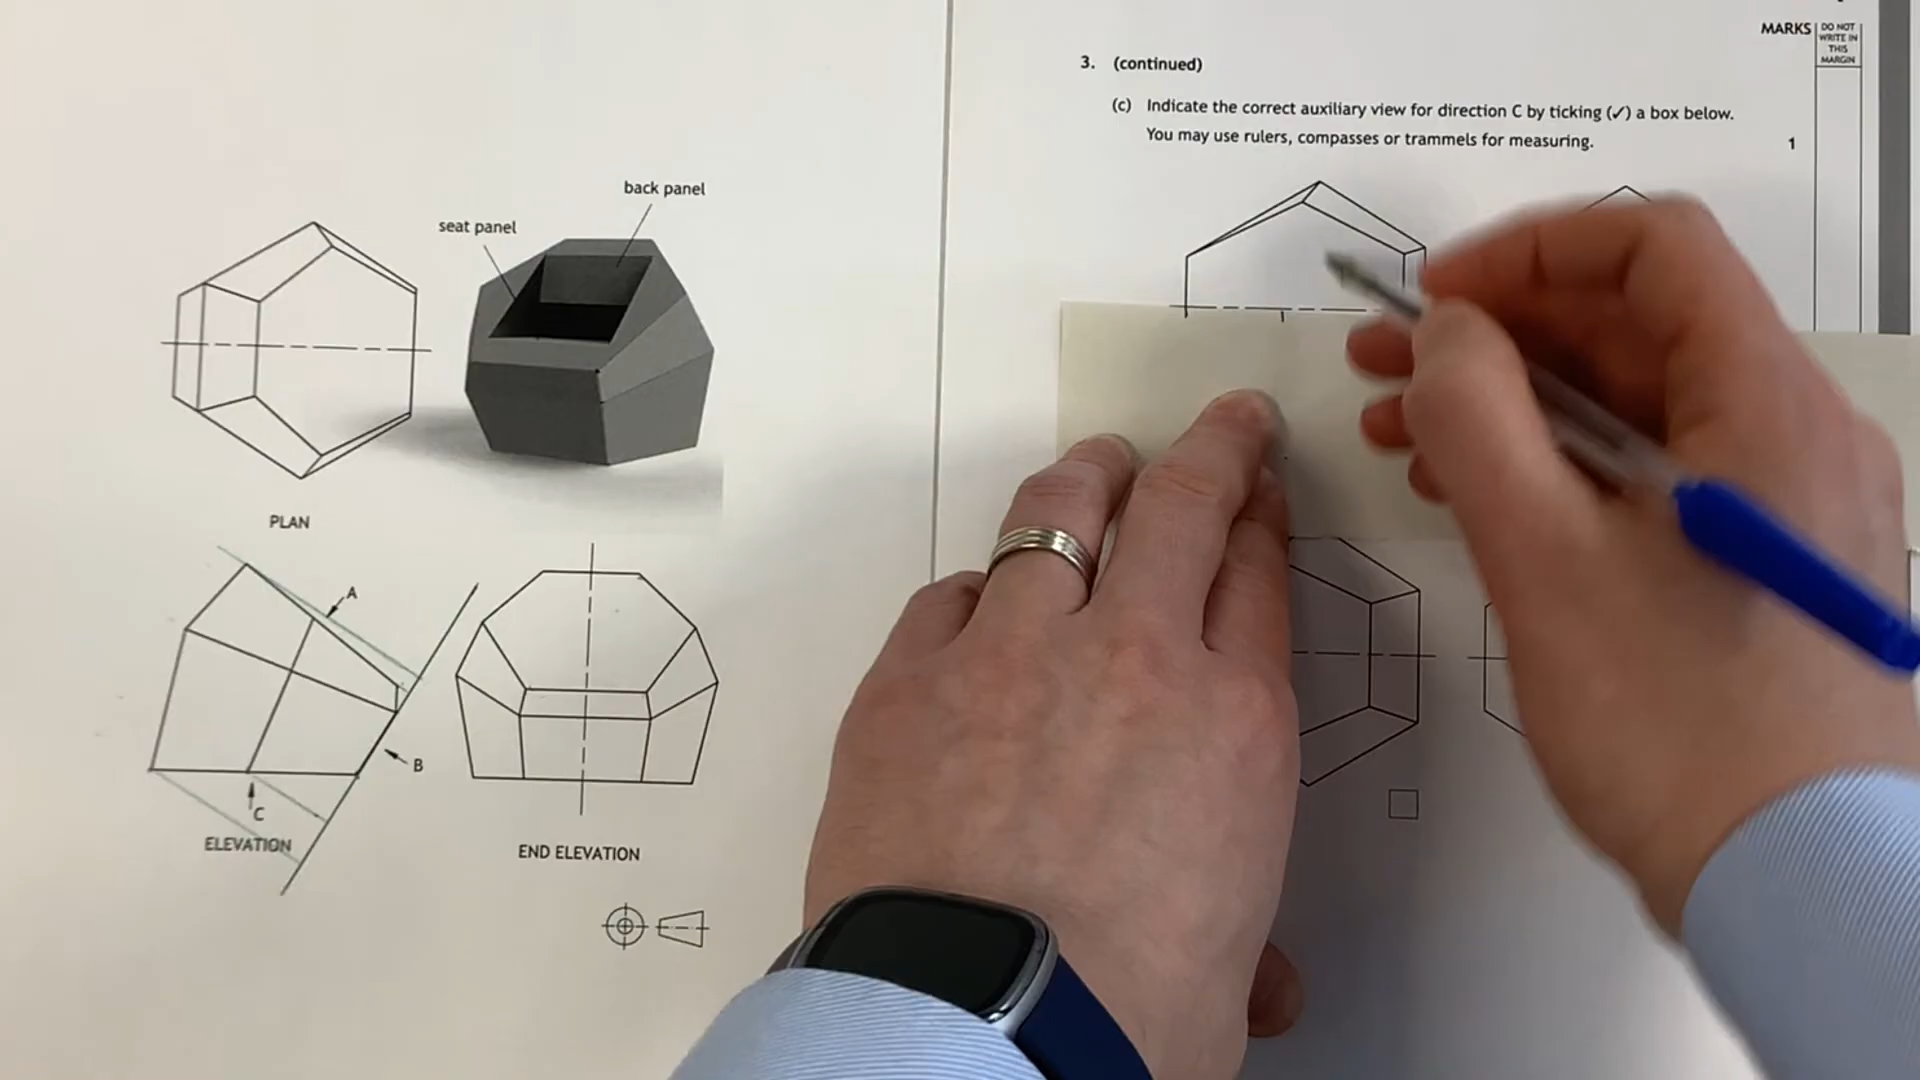 back panel
seat panel
PLAN
A
B
C
ELEVATION
END ELEVATION
MARKS
DO NOT
WRITE IN
THIS
MARGIN
3. (continued)
(c) Indicate the correct auxiliary view for direction C by ticking (✓) a box below.
You may use rulers, compasses or trammels for measuring.
1